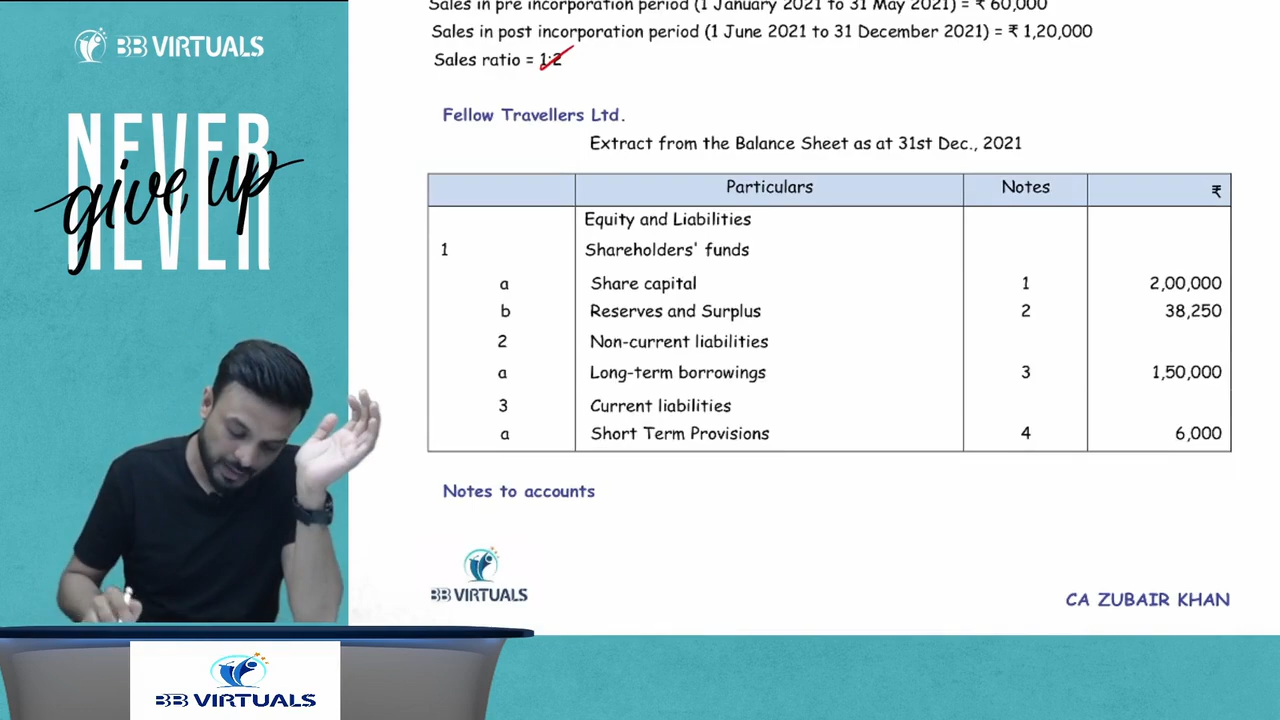 BB VIRTUALS
NEVER
give up
NEVER
Sales in pre incorporation period (1 January 2021 to 31 May 2021) = ₹ 60,000
Sales in post incorporation period (1 June 2021 to 31 December 2021) = ₹ 1,20,000
Sales ratio = 1:2
Fellow Travellers Ltd.
Extract from the Balance Sheet as at 31st Dec., 2021
Particulars Notes ₹
Equity and Liabilities
1 Shareholders' funds
a Share capital 1 2,00,000
b Reserves and Surplus 2 38,250
2 Non-current liabilities
a Long-term borrowings 3 1,50,000
3 Current liabilities
a Short Term Provisions 4 6,000
Notes to accounts
BB VIRTUALS
CA ZUBAIR KHAN
BB VIRTUALS